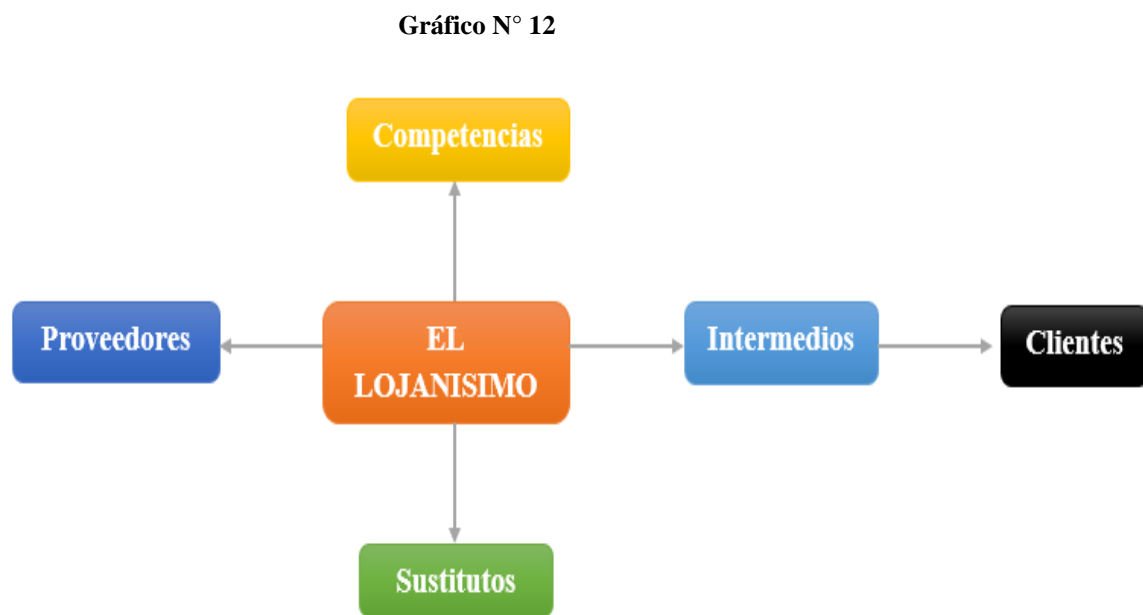 Gráfico N° 12
Competencias
Proveedores
EL
LOJANISIMO
Intermedios
Clientes
Sustitutos